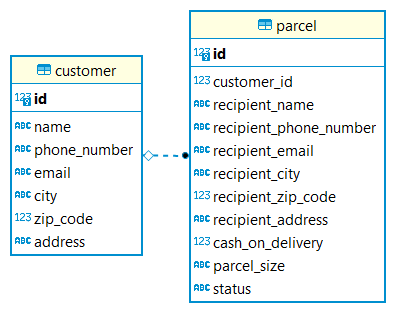 customer
123 id
ABC name
ABC phone_number
ABC email
ABC city
123 zip_code
ABC address
parcel
123 id
123 customer_id
ABC recipient_name
ABC recipient_phone_number
ABC recipient_email
ABC recipient_city
123 recipient_zip_code
ABC recipient_address
123 cash_on_delivery
ABC parcel_size
ABC status